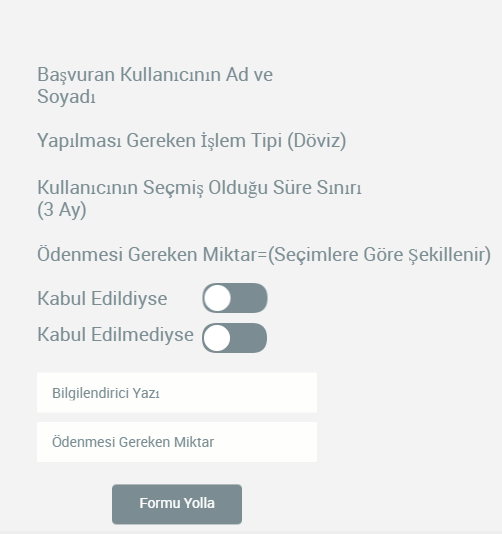 Başvuran Kullanıcının Ad ve
Soyadı
Yapılması Gereken İşlem Tipi (Döviz)
Kullanıcının Seçmiş Olduğu Süre Sınırı
(3 Ay)
Ödenmesi Gereken Miktar=(Seçimlere Göre Şekillenir)
Kabul Edildiyse
Kabul Edilmediyse
Bilgilendirici Yazı
Ödenmesi Gereken Miktar
Formu Yolla